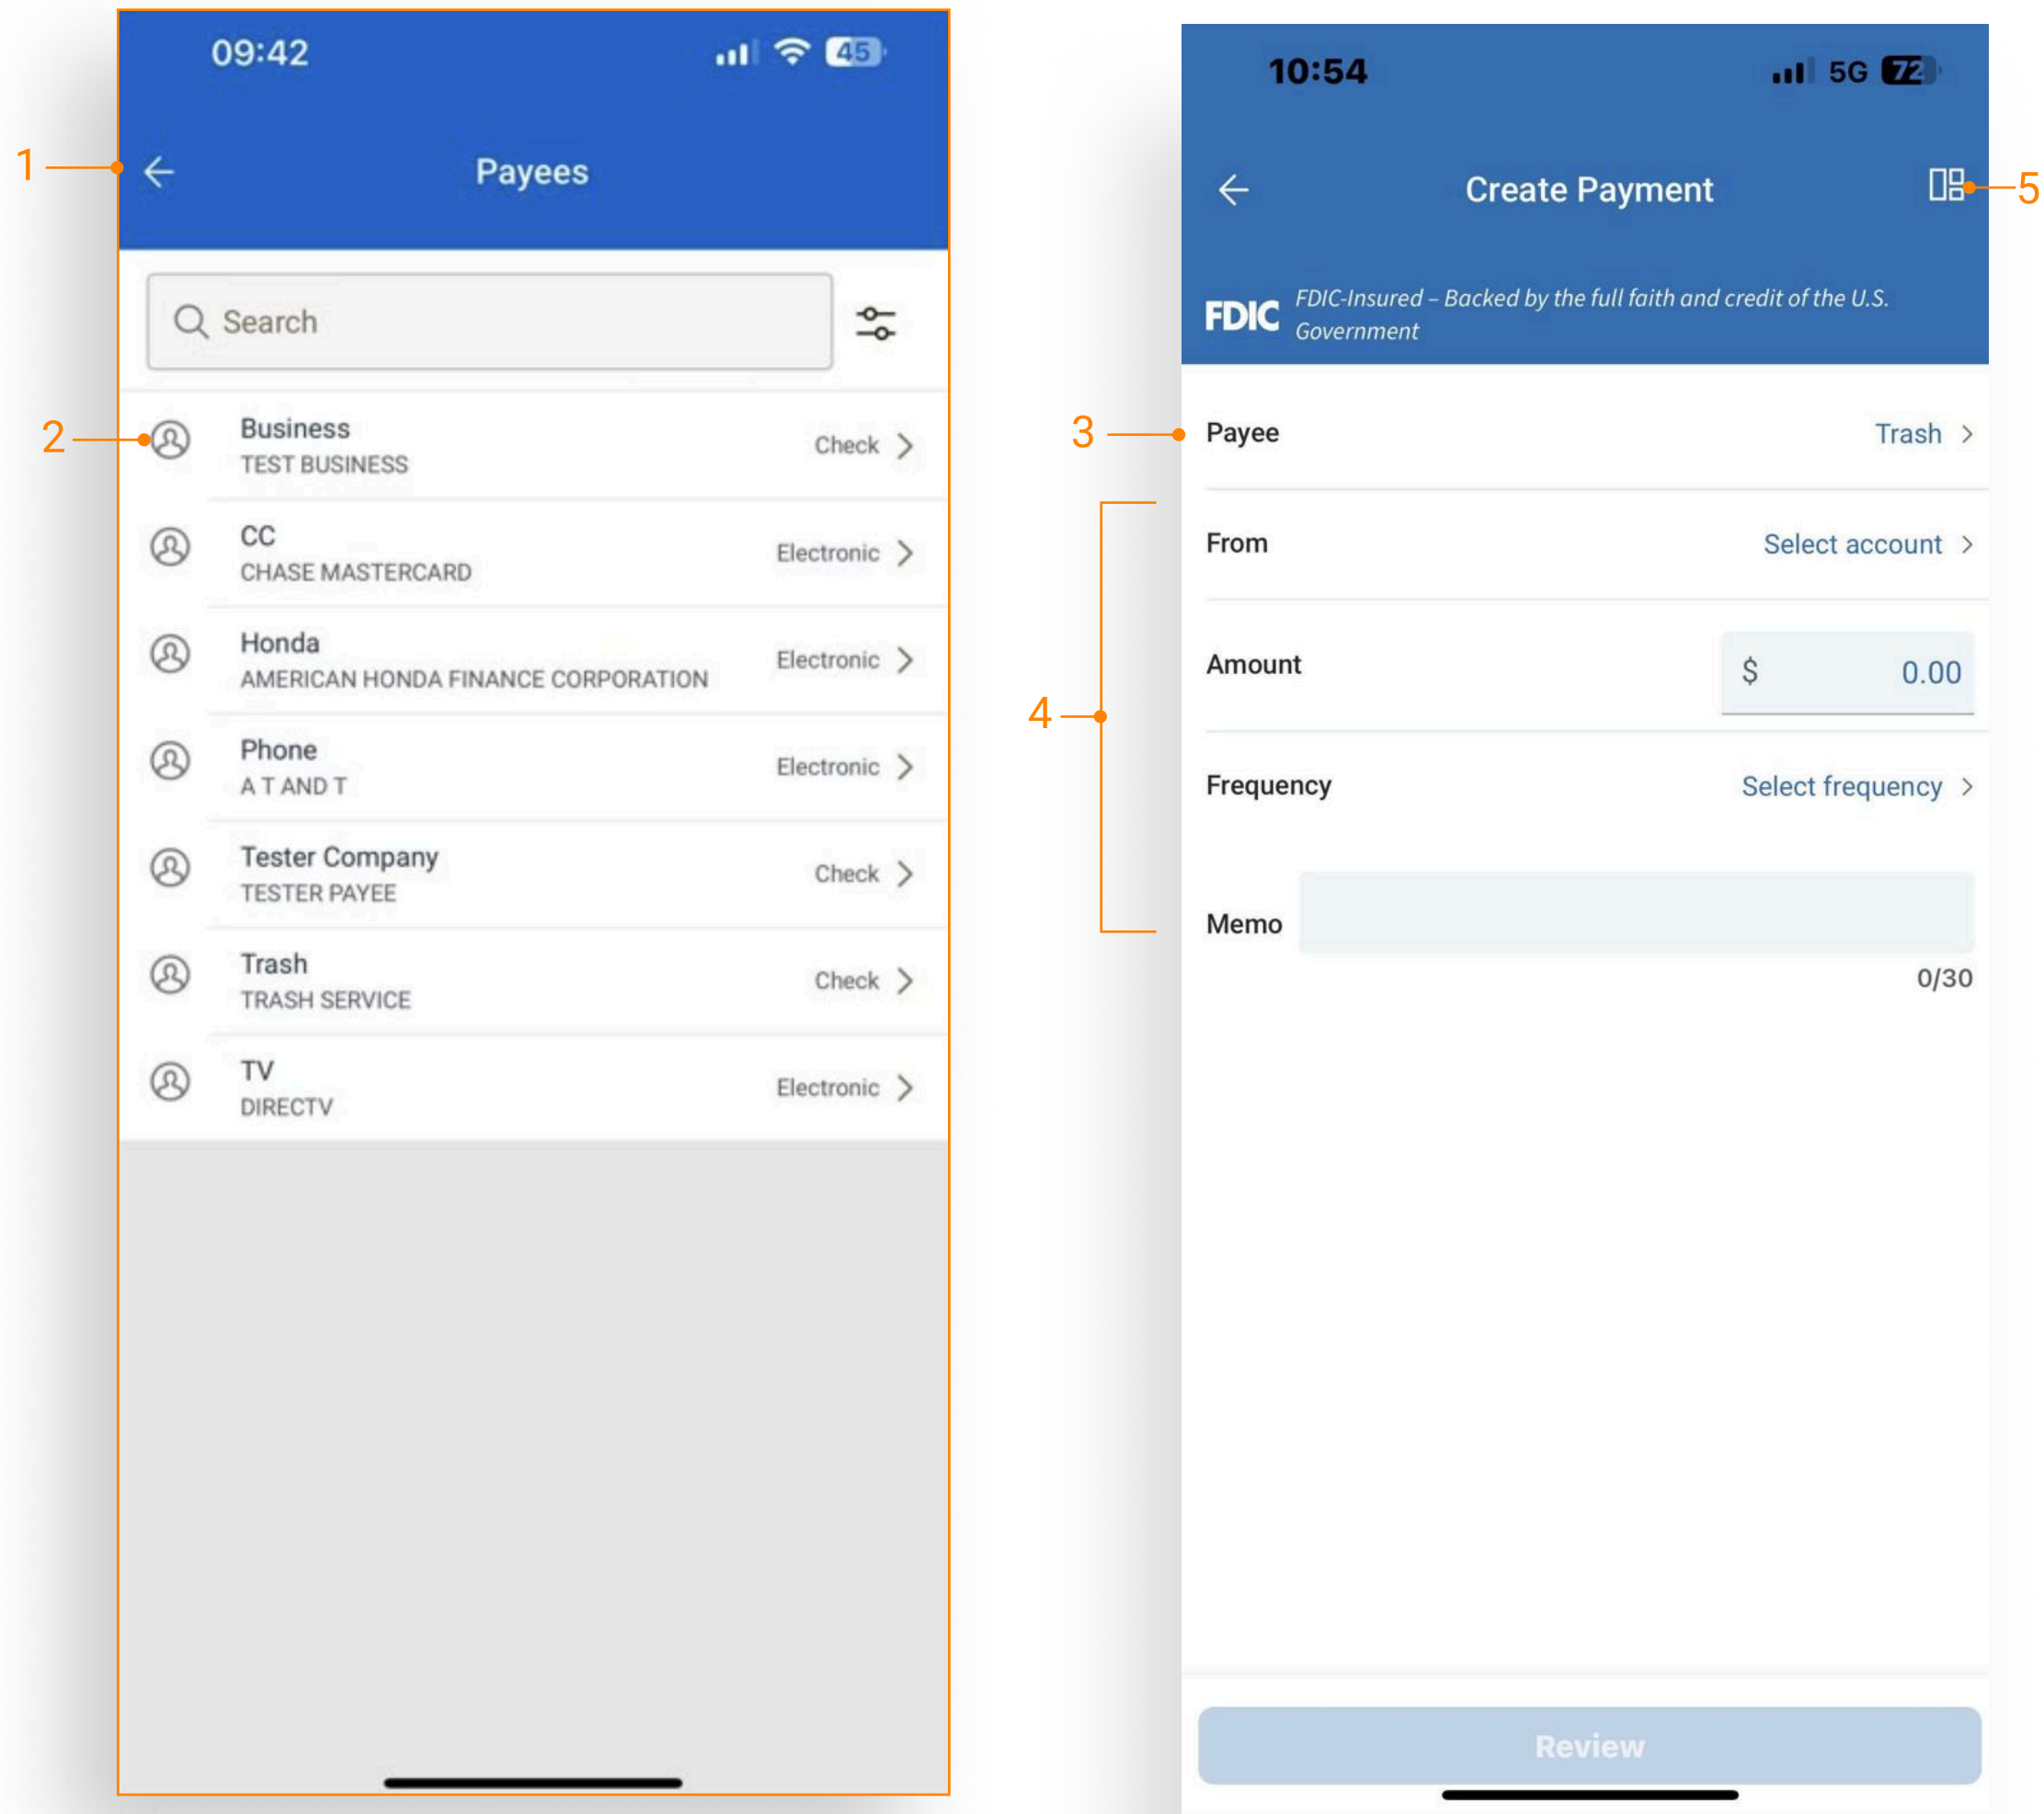 09:42
45
1
Payees
Search
2
Business
TEST BUSINESS
Check
CC
CHASE MASTERCARD
Electronic
Honda
AMERICAN HONDA FINANCE CORPORATION
Electronic
Phone
A T AND T
Electronic
Tester Company
TESTER PAYEE
Check
Trash
TRASH SERVICE
Check
TV
DIRECTV
Electronic
10:54
5G 72
Create Payment
5
FDIC
FDIC-Insured – Backed by the full faith and credit of the U.S.
Government
3
Payee
Trash
4
From
Select account
Amount
$ 0.00
Frequency
Select frequency
Memo
0/30
Review